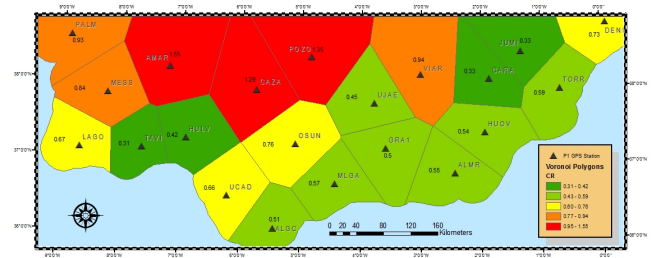 9°0'0"W 8°0'0"W 7°0'0"W 6°0'0"W 5°0'0"W 4°0'0"W 3°0'0"W 2°0'0"W 1°0'0"W 0°0'0"
PALM
0.93
AMAR
1.55
POZO
1.35
VIAR
0.94
JUMI
0.33
0.73
DEN
38°0'0"N
MESS
0.84
CAZA
1.29
UJAE
0.45
CARA
0.33
TORR
0.59
38°0'0"N
LAGO
0.67
TAVI
0.31
HULV
0.42
OSUN
0.76
GRA1
0.5
HUOV
0.54
37°0'0"N
37°0'0"N
UCAD
0.66
MLGA
0.57
ALMR
0.55
ALGC
0.51
36°0'0"N
36°0'0"N
P1 GPS Station
Voronoi Polygons
CR
0.31 - 0.42
0.43 - 0.59
0.60 - 0.76
0.77 - 0.94
0.95 - 1.55
0 20 40 80 120 160
Kilometers
9°0'0"W 8°0'0"W 7°0'0"W 6°0'0"W 5°0'0"W 4°0'0"W 3°0'0"W 2°0'0"W 1°0'0"W 0°0'0"